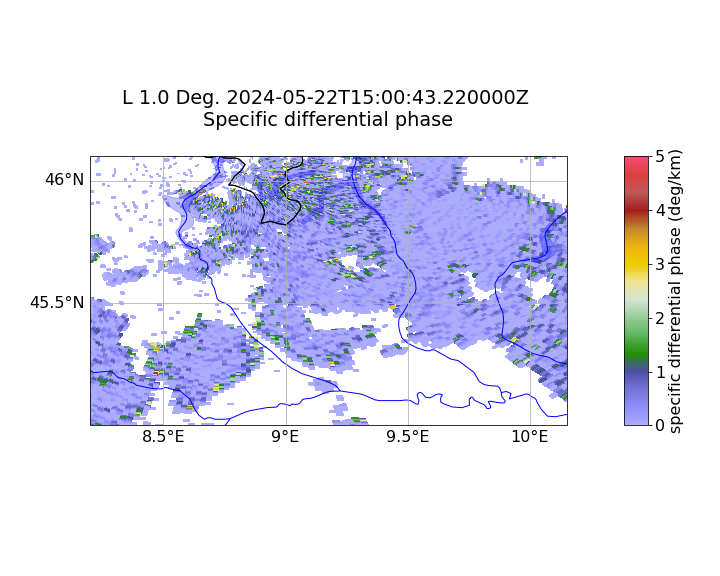 L 1.0 Deg. 2024-05-22T15:00:43.220000Z
Specific differential phase
46°N
45.5°N
8.5°E
9°E
9.5°E
10°E
5
4
3
2
1
0
specific differential phase (deg/km)